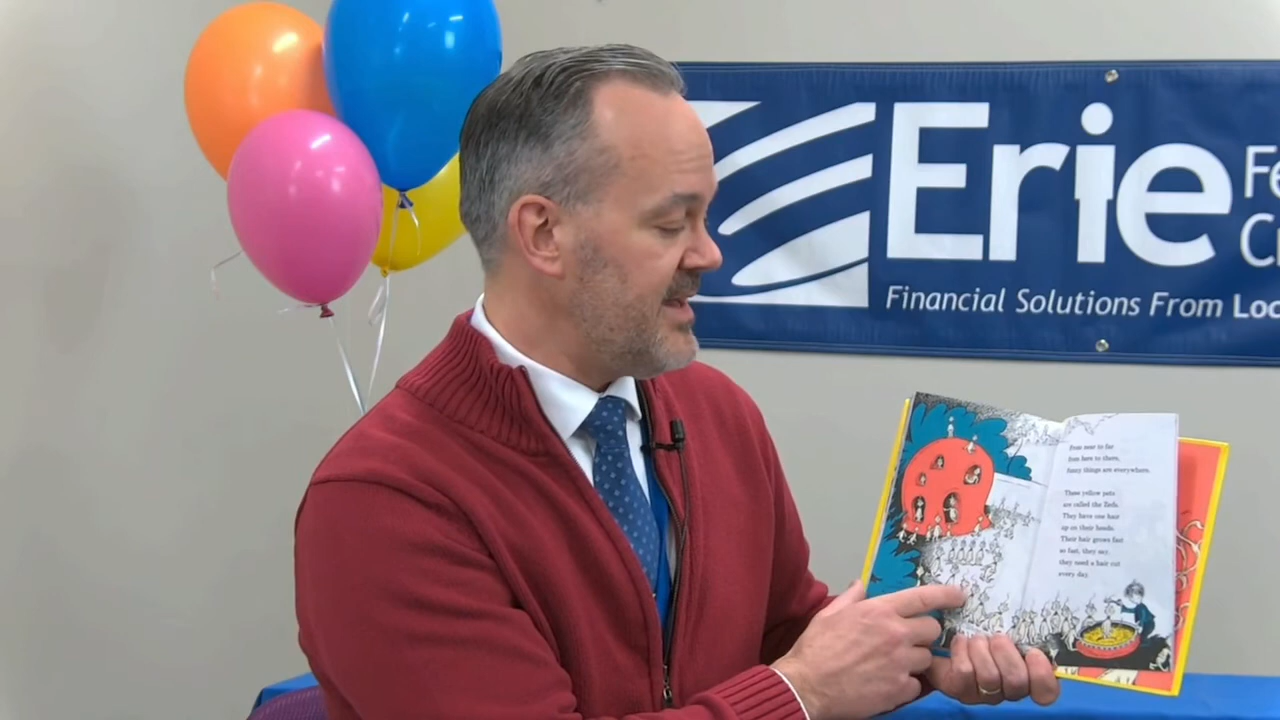 Erie
Fe
C
Financial Solutions From Loc
From near to far
from here to there,
funny things are everywhere.
These yellow pets
are called the Zeds.
They have one hair
up on their heads.
Their hair grows fast
so fast, they say.
they need a hair cut
every day.